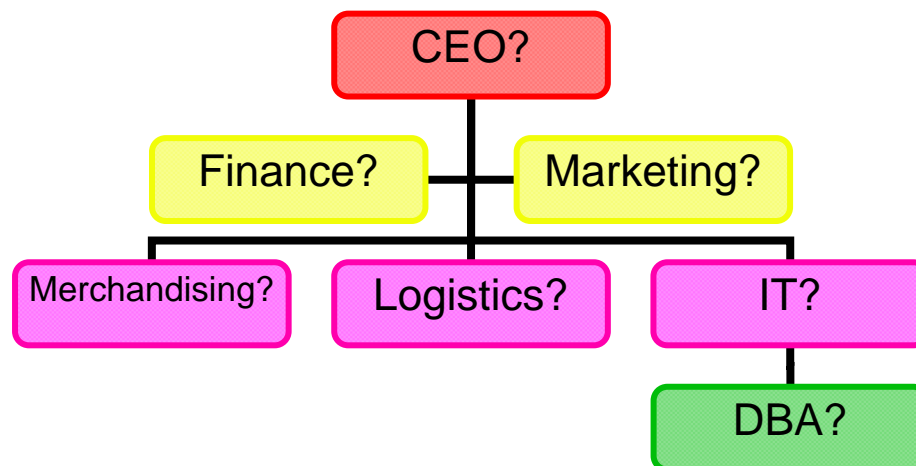 CEO?
Finance?
Marketing?
Merchandising?
Logistics?
IT?
DBA?